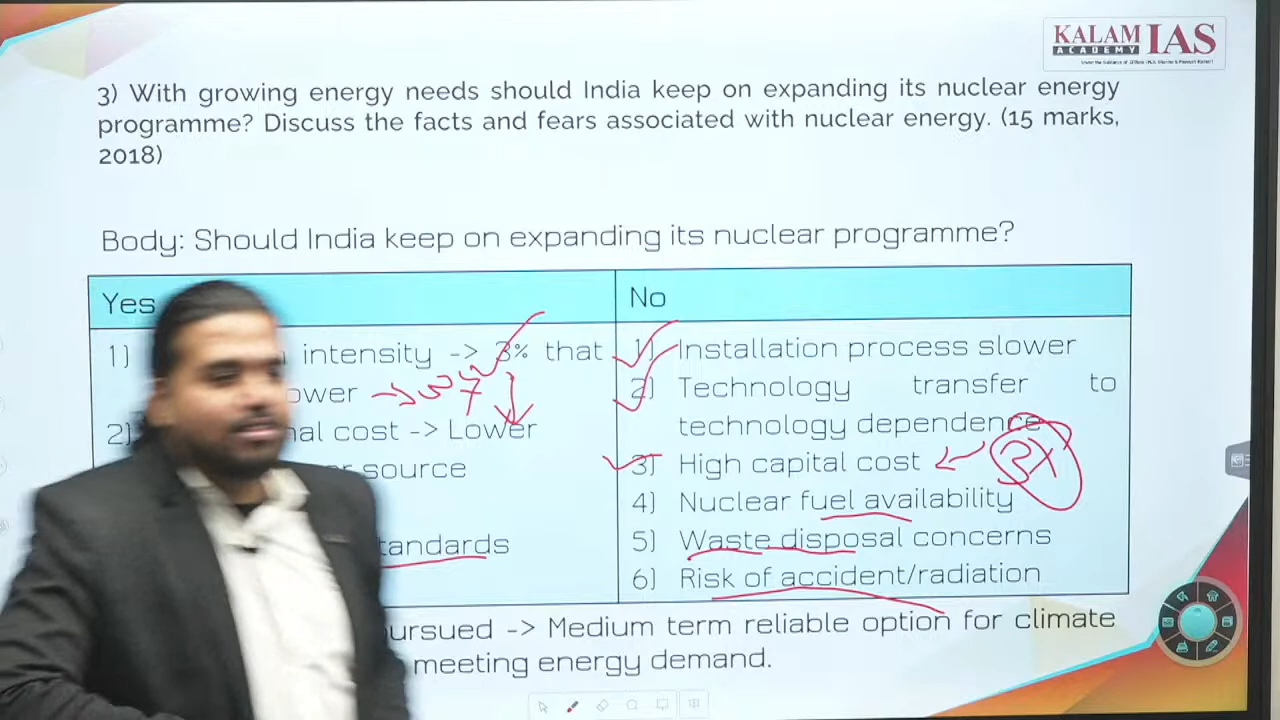 KALAM IAS
ACADEMY
3) With growing energy needs should India keep on expanding its nuclear energy
programme? Discuss the facts and fears associated with nuclear energy. (15 marks,
2018)
Body: Should India keep on expanding its nuclear programme?
Yes
No
1) intensity -> 3% that
ower ->
2) nal cost -> Lower
source
tandards
1) Installation process slower
2) Technology transfer to
technology dependence
3) High capital cost
4) Nuclear fuel availability
5) Waste disposal concerns
6) Risk of accident/radiation
ursued -> Medium term reliable option for climate
meeting energy demand.